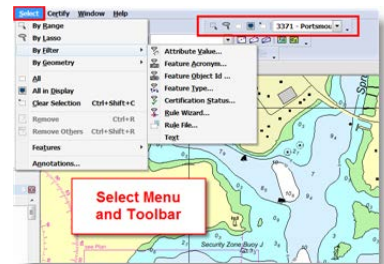 Select Certify Window Help
3371 - Portsmou
By Range
By Lasso
By Filter
By Geometry
All
All in Display
Clear Selection Ctrl+Shift+C
Remove Ctrl+R
Remove Others Ctrl+Shift+R
Features
Annotations...
Attribute Value...
Feature Acronym...
Feature Object Id ...
Feature Type...
Certification Status...
Rule Wizard...
Rule File...
Text
Select Menu
and Toolbar
see Plan
Security Zone Buoy J